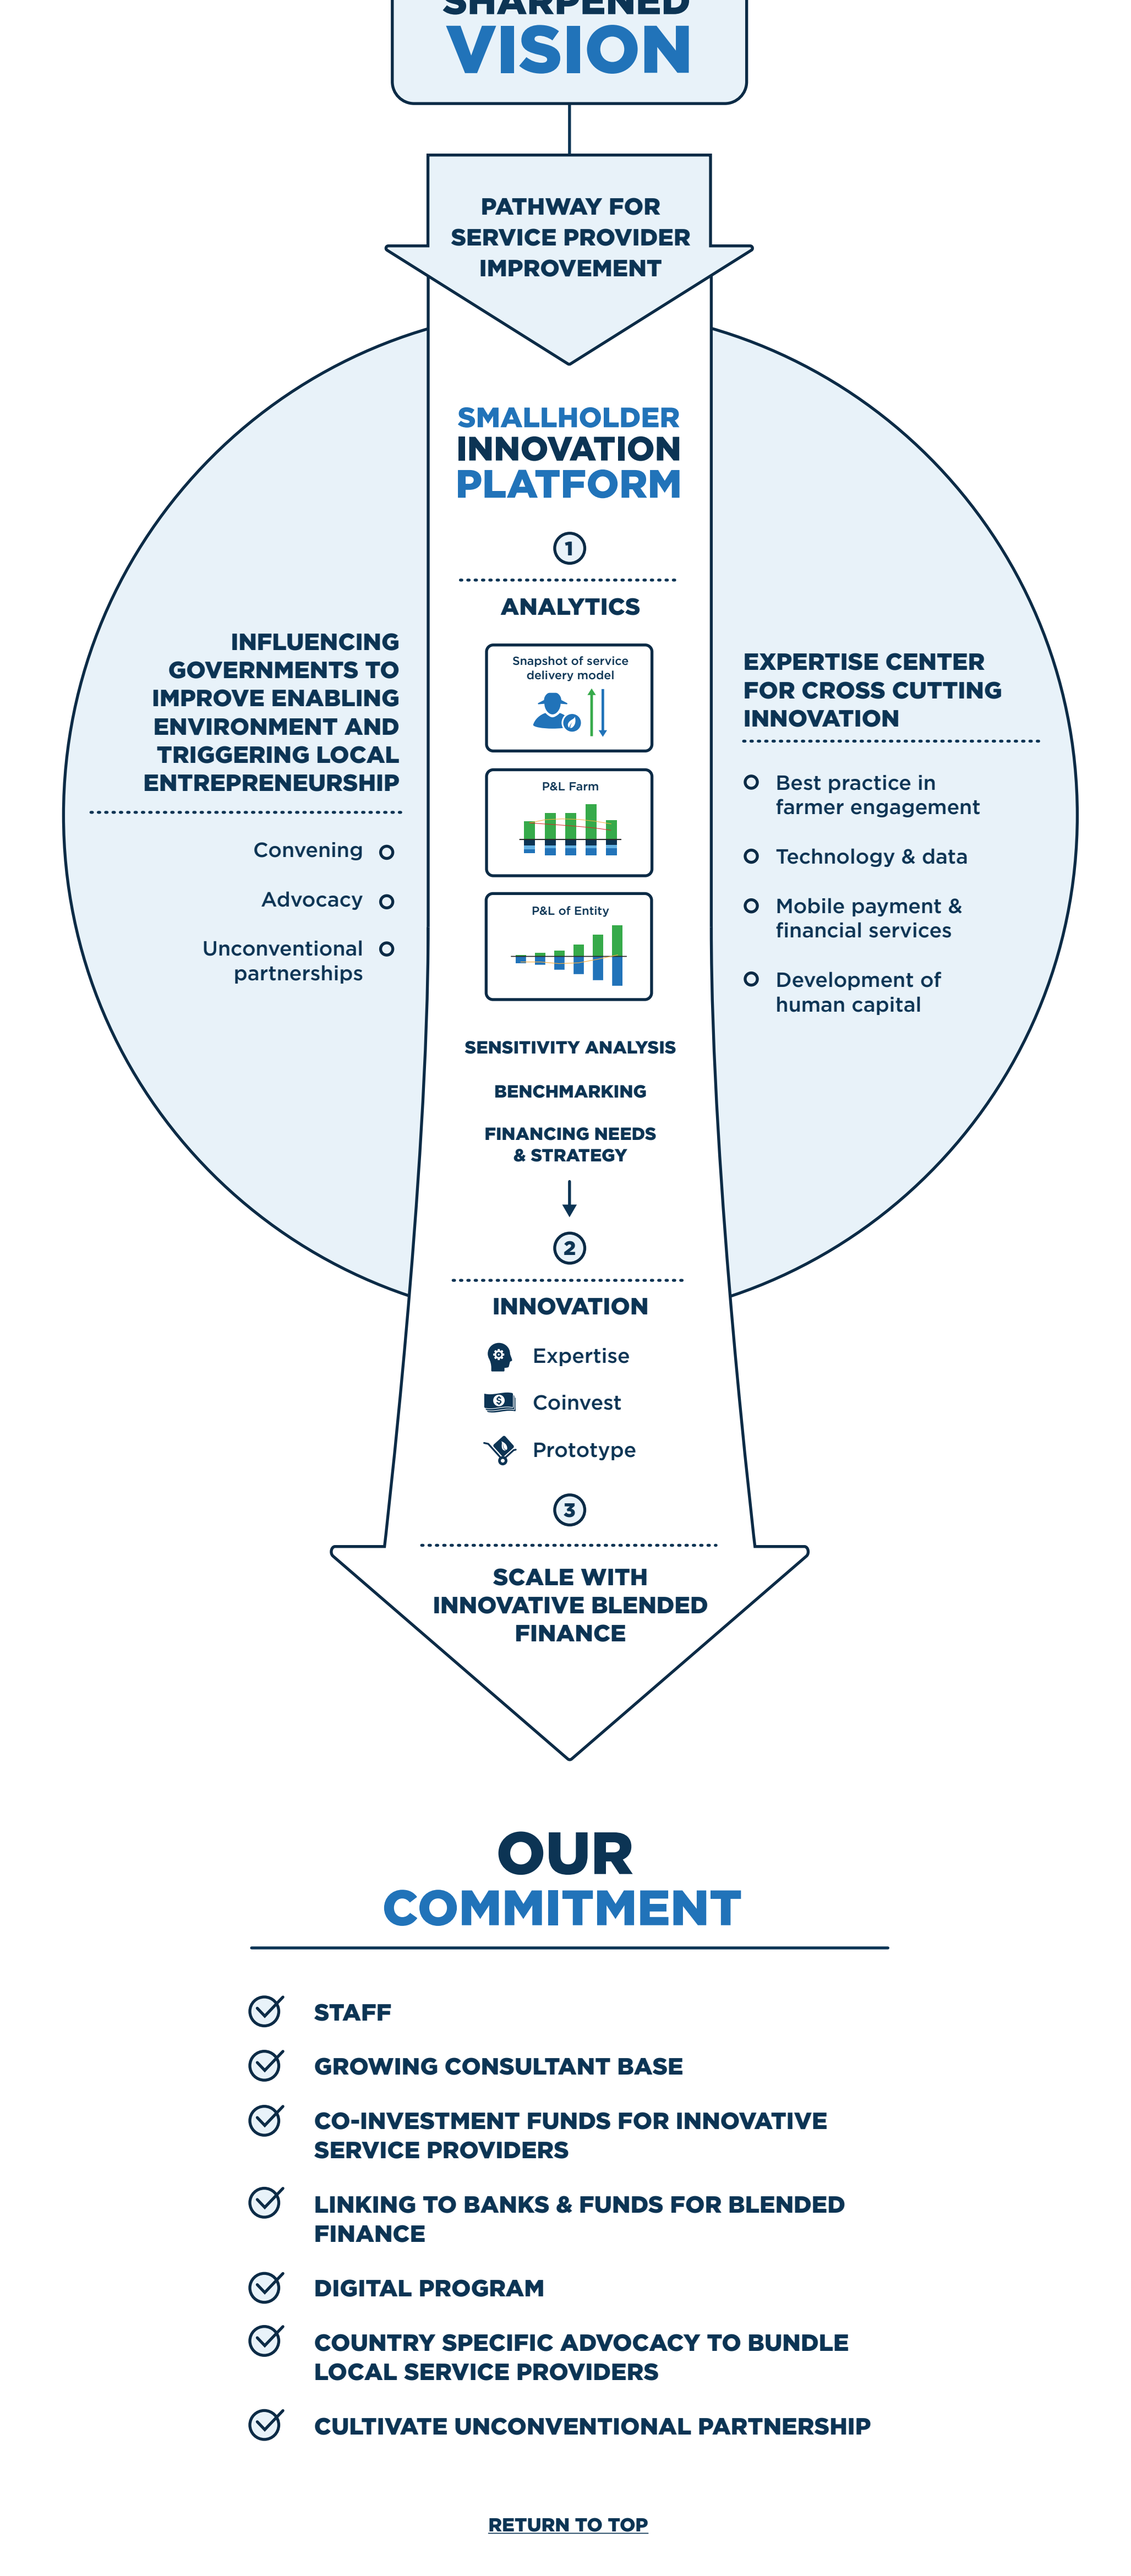 SHARPENED
VISION
PATHWAY FOR
SERVICE PROVIDER
IMPROVEMENT
SMALLHOLDER
INNOVATION
PLATFORM
1
ANALYTICS
Snapshot of service
delivery model
P&L Farm
P&L of Entity
SENSITIVITY ANALYSIS
BENCHMARKING
FINANCING NEEDS
& STRATEGY
2
INNOVATION
Expertise
$
Coinvest
Prototype
3
SCALE WITH
INNOVATIVE BLENDED
FINANCE
INFLUENCING
GOVERNMENTS TO
IMPROVE ENABLING
ENVIRONMENT AND
TRIGGERING LOCAL
ENTREPRENEURSHIP
Convening
Advocacy
Unconventional
partnerships
EXPERTISE CENTER
FOR CROSS CUTTING
INNOVATION
Best practice in
farmer engagement
Technology & data
Mobile payment &
financial services
Development of
human capital
OUR
COMMITMENT
STAFF
GROWING CONSULTANT BASE
CO-INVESTMENT FUNDS FOR INNOVATIVE
SERVICE PROVIDERS
LINKING TO BANKS & FUNDS FOR BLENDED
FINANCE
DIGITAL PROGRAM
COUNTRY SPECIFIC ADVOCACY TO BUNDLE
LOCAL SERVICE PROVIDERS
CULTIVATE UNCONVENTIONAL PARTNERSHIP
RETURN TO TOP